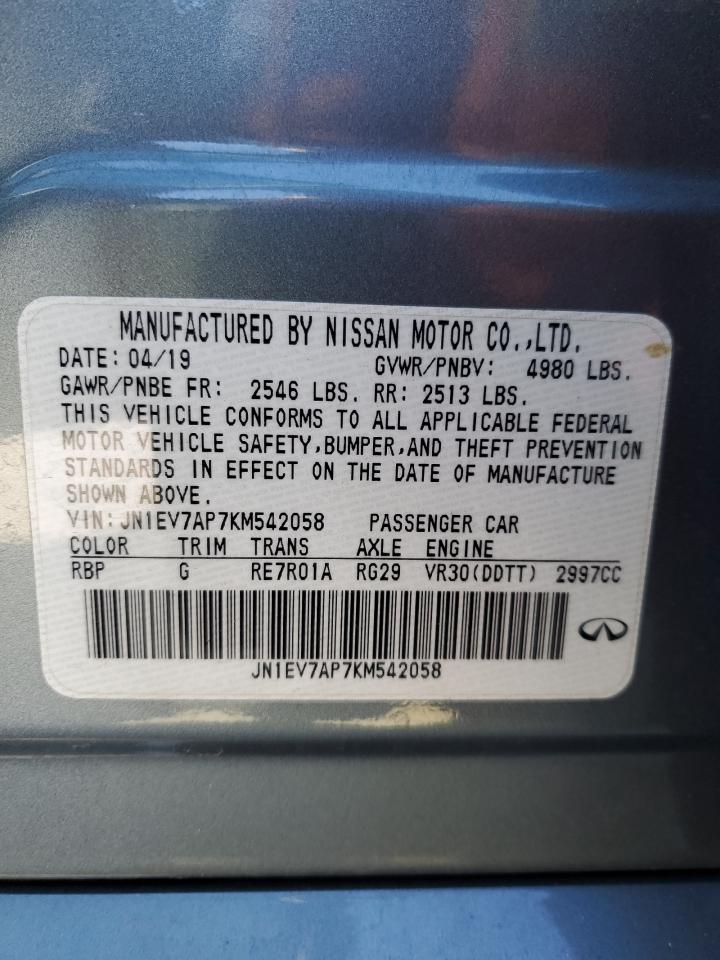 MANUFACTURED BY NISSAN MOTOR CO.,LTD.
DATE: 04/19 GVWR/PNBV: 4980 LBS.
GAWR/PNBE FR: 2546 LBS. RR: 2513 LBS.
THIS VEHICLE CONFORMS TO ALL APPLICABLE FEDERAL
MOTOR VEHICLE SAFETY,BUMPER,AND THEFT PREVENTION
STANDARDS IN EFFECT ON THE DATE OF MANUFACTURE
SHOWN ABOVE.
VIN: JN1EV7AP7KM542058 PASSENGER CAR
COLOR TRIM TRANS AXLE ENGINE
RBP G RE7R01A RG29 VR30(DDTT) 2997CC
JN1EV7AP7KM542058